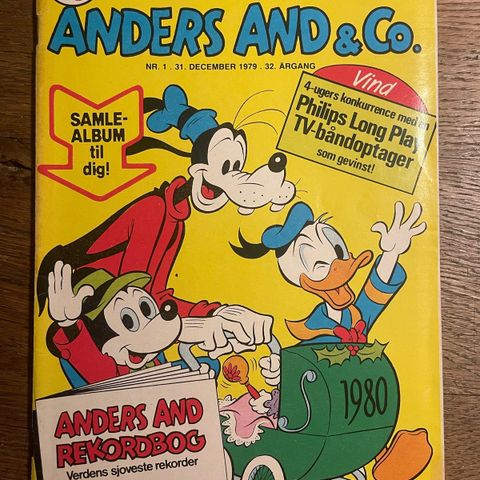 ANDERS AND & Co.
NR. 1 . 31. DECEMBER 1979 . 32. ÅRGANG
SAMLE-
ALBUM
til
dig!
Vind
4-ugers konkurrence med en
Philips Long Play
TV-båndoptager
som gevinst!
1980
ANDERS AND
REKORDBOG
Verdens sjoveste rekorder